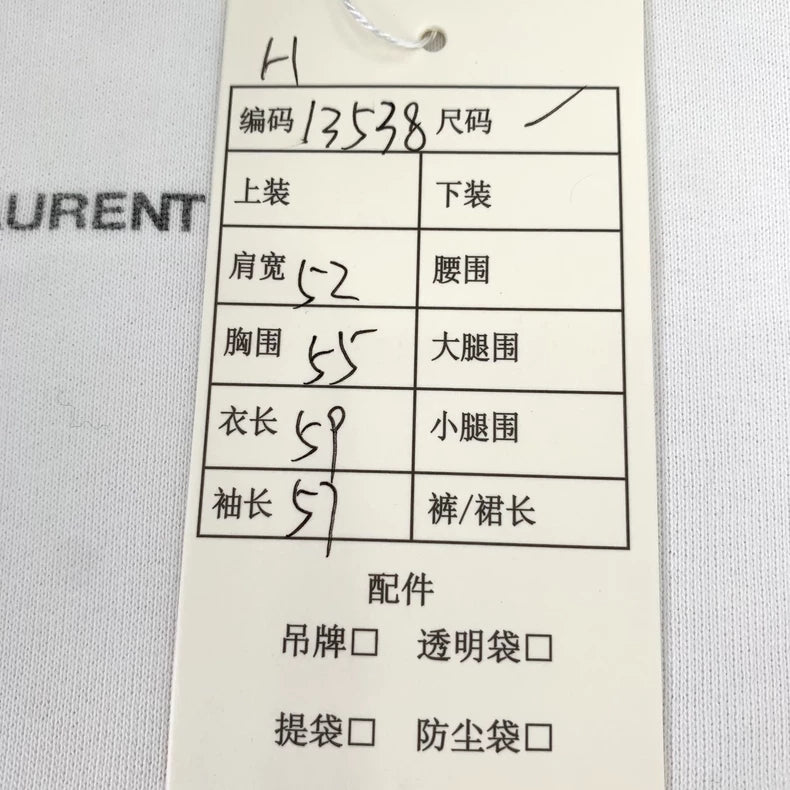 H
编码 13538 尺码 /
AURENT
上装 下装
肩宽 52 腰围
胸围 55 大腿围
衣长 59 小腿围
袖长 57 裤/裙长
配件
吊牌□ 透明袋□
提袋□ 防尘袋□